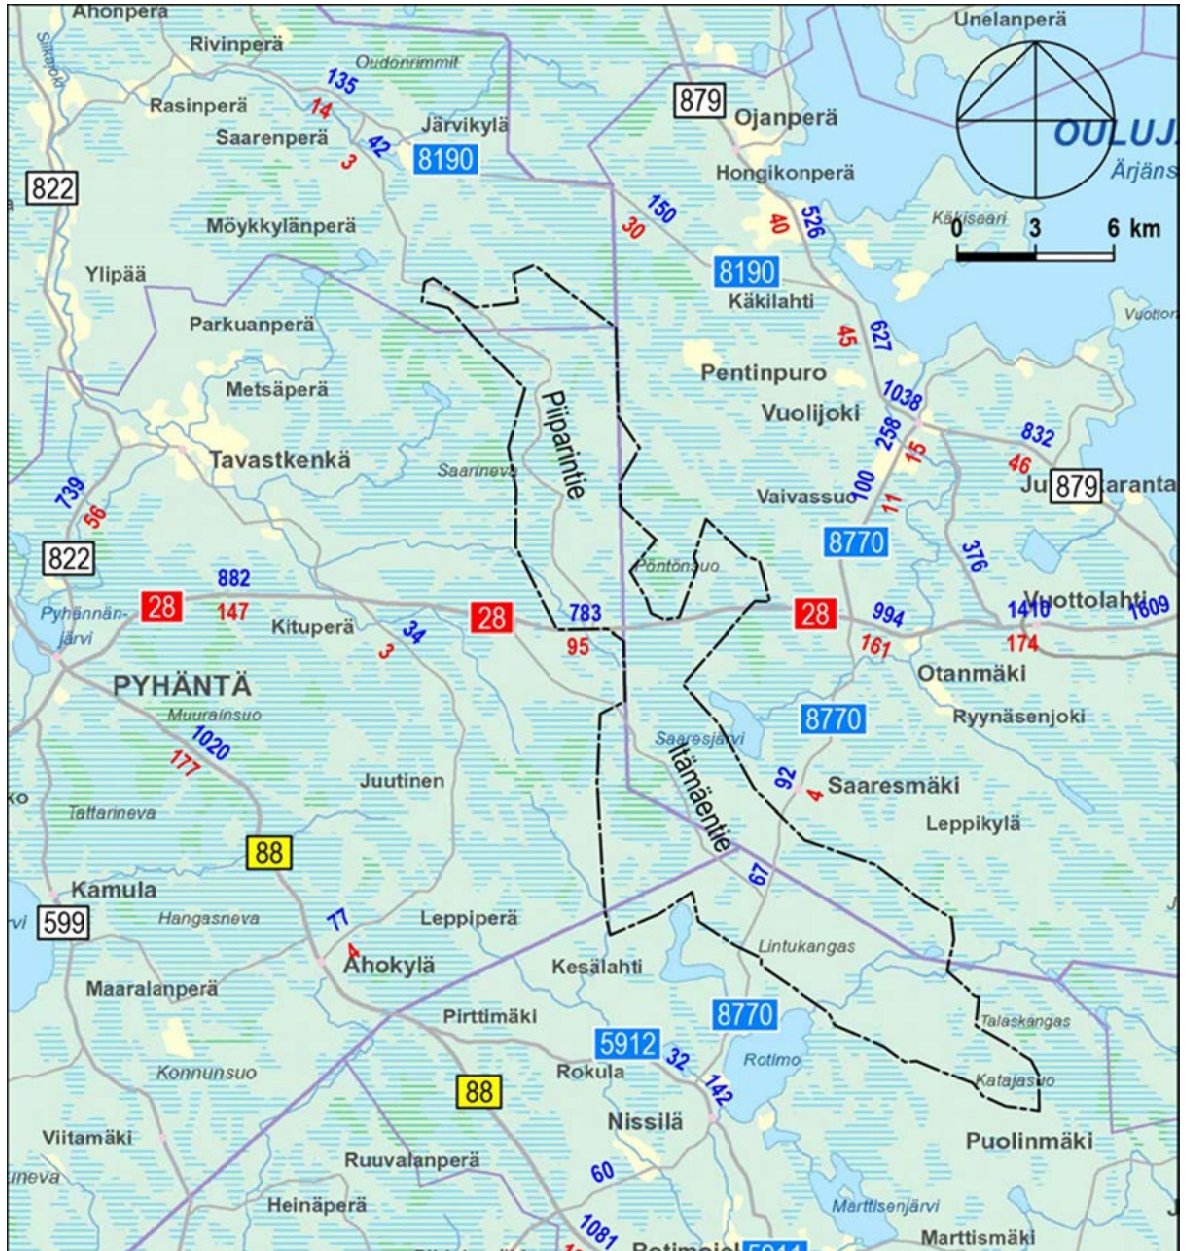 Ahonperä
Unelanperä
Rivinperä
Siikajoki
Oudonrimmit
135
14
Rasinperä
879
Järvikylä
Ojanperä
Saarenperä
42
3
8190
OULUJ
Ärjäns
822
Hongikonperä
150
30
40
526
Käkisaari
0 3 6 km
Möykkylänperä
8190
Ylipää
Käkilahti
Parkuanperä
45
627
Metsäperä
Piiparintie
Pentinpuro
1038
Vuolijoki
258
15
832
46
Tavastkenkä
Saarineva
739
56
Vaivassuo
100
11
879
822
8770
376
Pöntönsuo
882
28
147
28
783
95
28
994
161
Vuottolahti
1410
174
1609
Pyhännän-
järvi
Kituperä
34
3
Otanmäki
PYHÄNTÄ
Muurainsuo
8770
Ryynäsenjoki
1020
177
Saaresjärvi
Itämäentie
Juutinen
92
4
Saaresmäki
Tattarineva
Leppikylä
88
67
Kamula
77
4
599
Hangasneva
Leppiperä
Lintukangas
Ahokylä
Kesälahti
Maaralanperä
Pirttimäki
8770
Talaskangas
5912
32
Rotimo
Konnunsuo
Rokula
Katajasuo
88
142
Nissilä
Viitamäki
Puolinmäki
Ruuvalanperä
60
Heinäperä
Marttisenjärvi
1081
Marttismäki